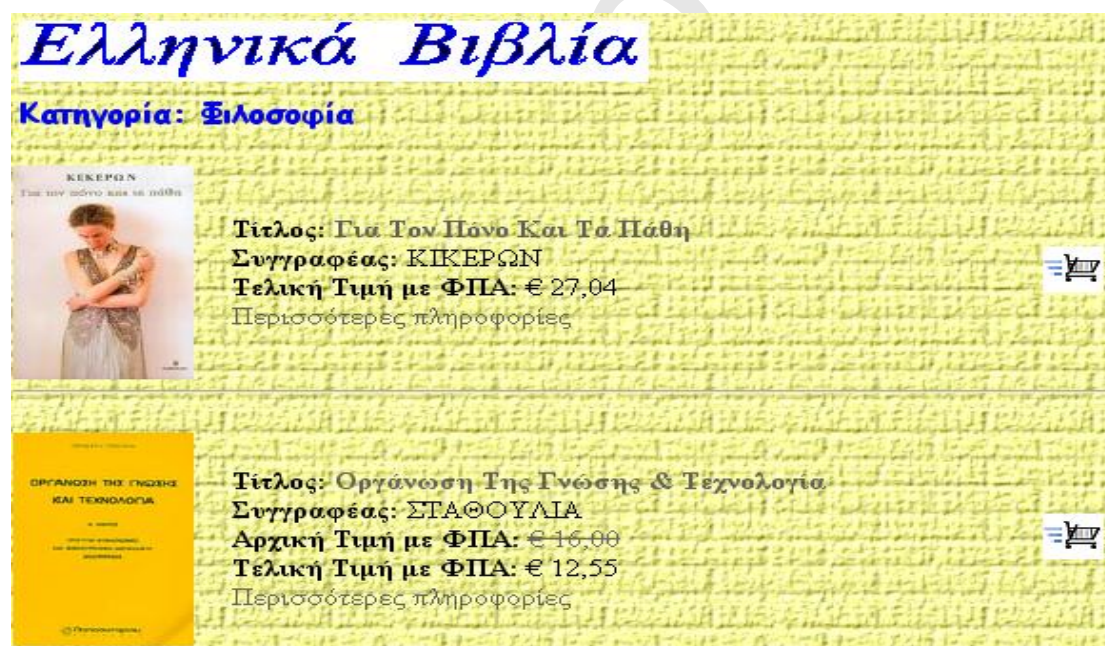 Ελληνικά Βιβλία
Κατηγορία: Φιλοσοφία
ΚΙΚΕΡΩΝ
Για τον πόνο και τα πάθη
Τίτλος: Για Τον Πόνο Και Τα Πάθη
Συγγραφέας: ΚΙΚΕΡΩΝ
Τελική Τιμή με ΦΠΑ: € 27,04
Περισσότερες πληροφορίες
ΟΡΓΑΝΩΣΗ ΤΗΣ ΓΝΩΣΗΣ
ΚΑΙ ΤΕΧΝΟΛΟΓΙΑ
Τίτλος: Οργάνωση Της Γνώσης & Τεχνολογία
Συγγραφέας: ΣΤΑΘΟΥΛΙΑ
Αρχική Τιμή με ΦΠΑ: € 16,00
Τελική Τιμή με ΦΠΑ: € 12,55
Περισσότερες πληροφορίες